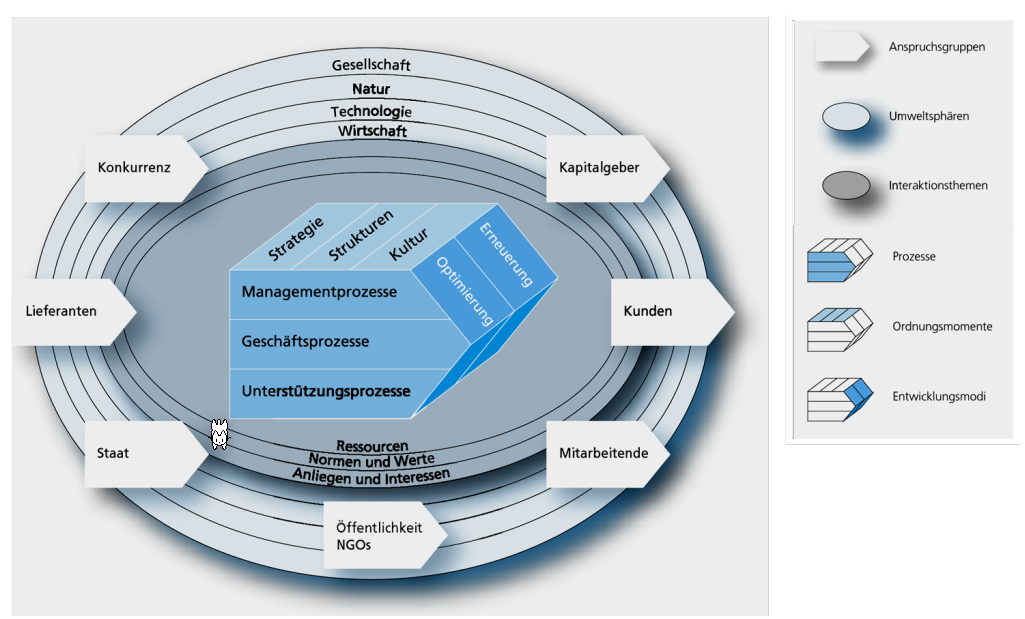 Gesellschaft
Natur
Technologie
Wirtschaft
Konkurrenz
Kapitalgeber
Strategie
Strukturen
Kultur
Erneuerung
Optimierung
Managementprozesse
Geschäftsprozesse
Unterstützungsprozesse
Lieferanten
Kunden
Staat
Mitarbeitende
Ressourcen
Normen und Werte
Anliegen und Interessen
Öffentlichkeit
NGOs
Anspruchsgruppen
Umweltsphären
Interaktionsthemen
Prozesse
Ordnungsmomente
Entwicklungsmodi